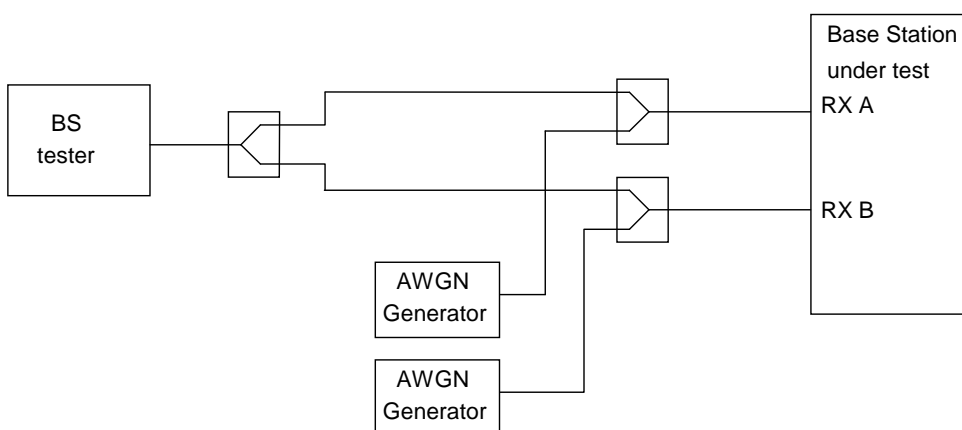 Base Station
under test
RX A
BS
tester
RX B
AWGN
Generator
AWGN
Generator